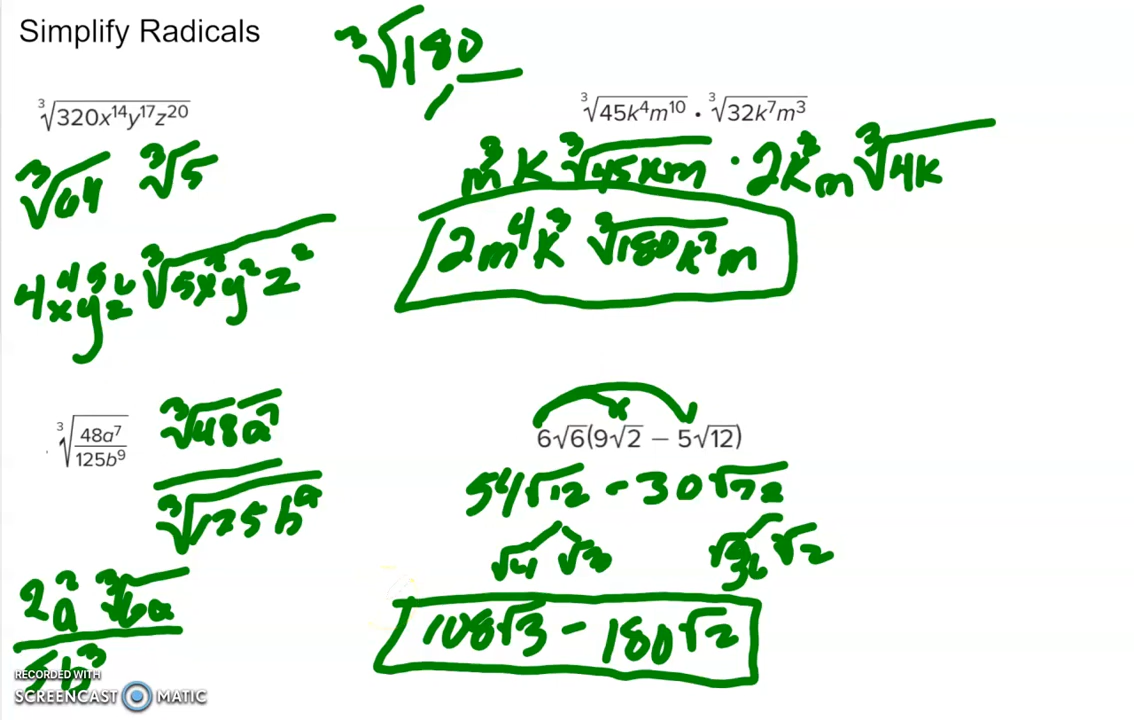 Simplify Radicals
∛180
∛(320x¹⁴y¹⁷z²⁰)
∛64 ∛5
4x⁴y⁵z⁶ ∛(5x²y²z²)
∛(45k⁴m¹⁰) · ∛(32k⁷m³)
m³k ∛(45km) · 2k²m ∛(4k)
2m⁴k³ ∛(180k²m)
∛(48a⁷/125b⁹)
∛(48a⁷)
∛(125b⁹)
2a² ∛(6a)
5b³
6√6(9√2 − 5√12)
54√12 - 30√72
√4 √3 √36 √2
108√3 - 180√2
RECORDED WITH
SCREENCAST MATIC